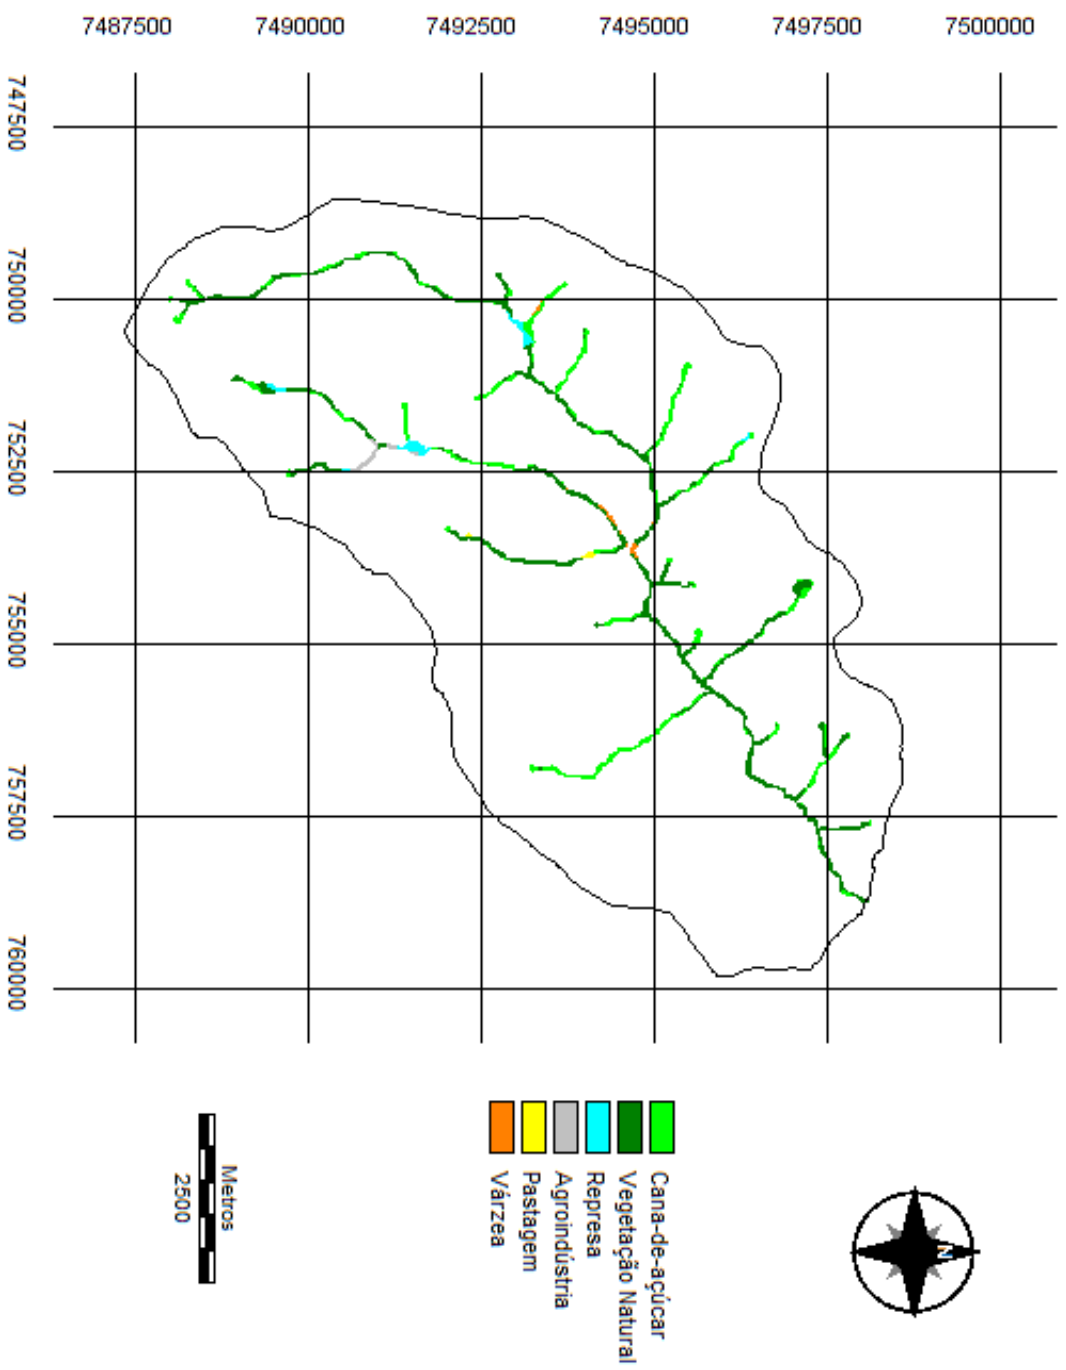 7487500 7490000 7492500 7495000 7497500 7500000
747500
750000
752500
755000
757500
760000
N
Cana-de-açúcar
Vegetação Natural
Represa
Agroindústria
Pastagem
Várzea
Metros
2500